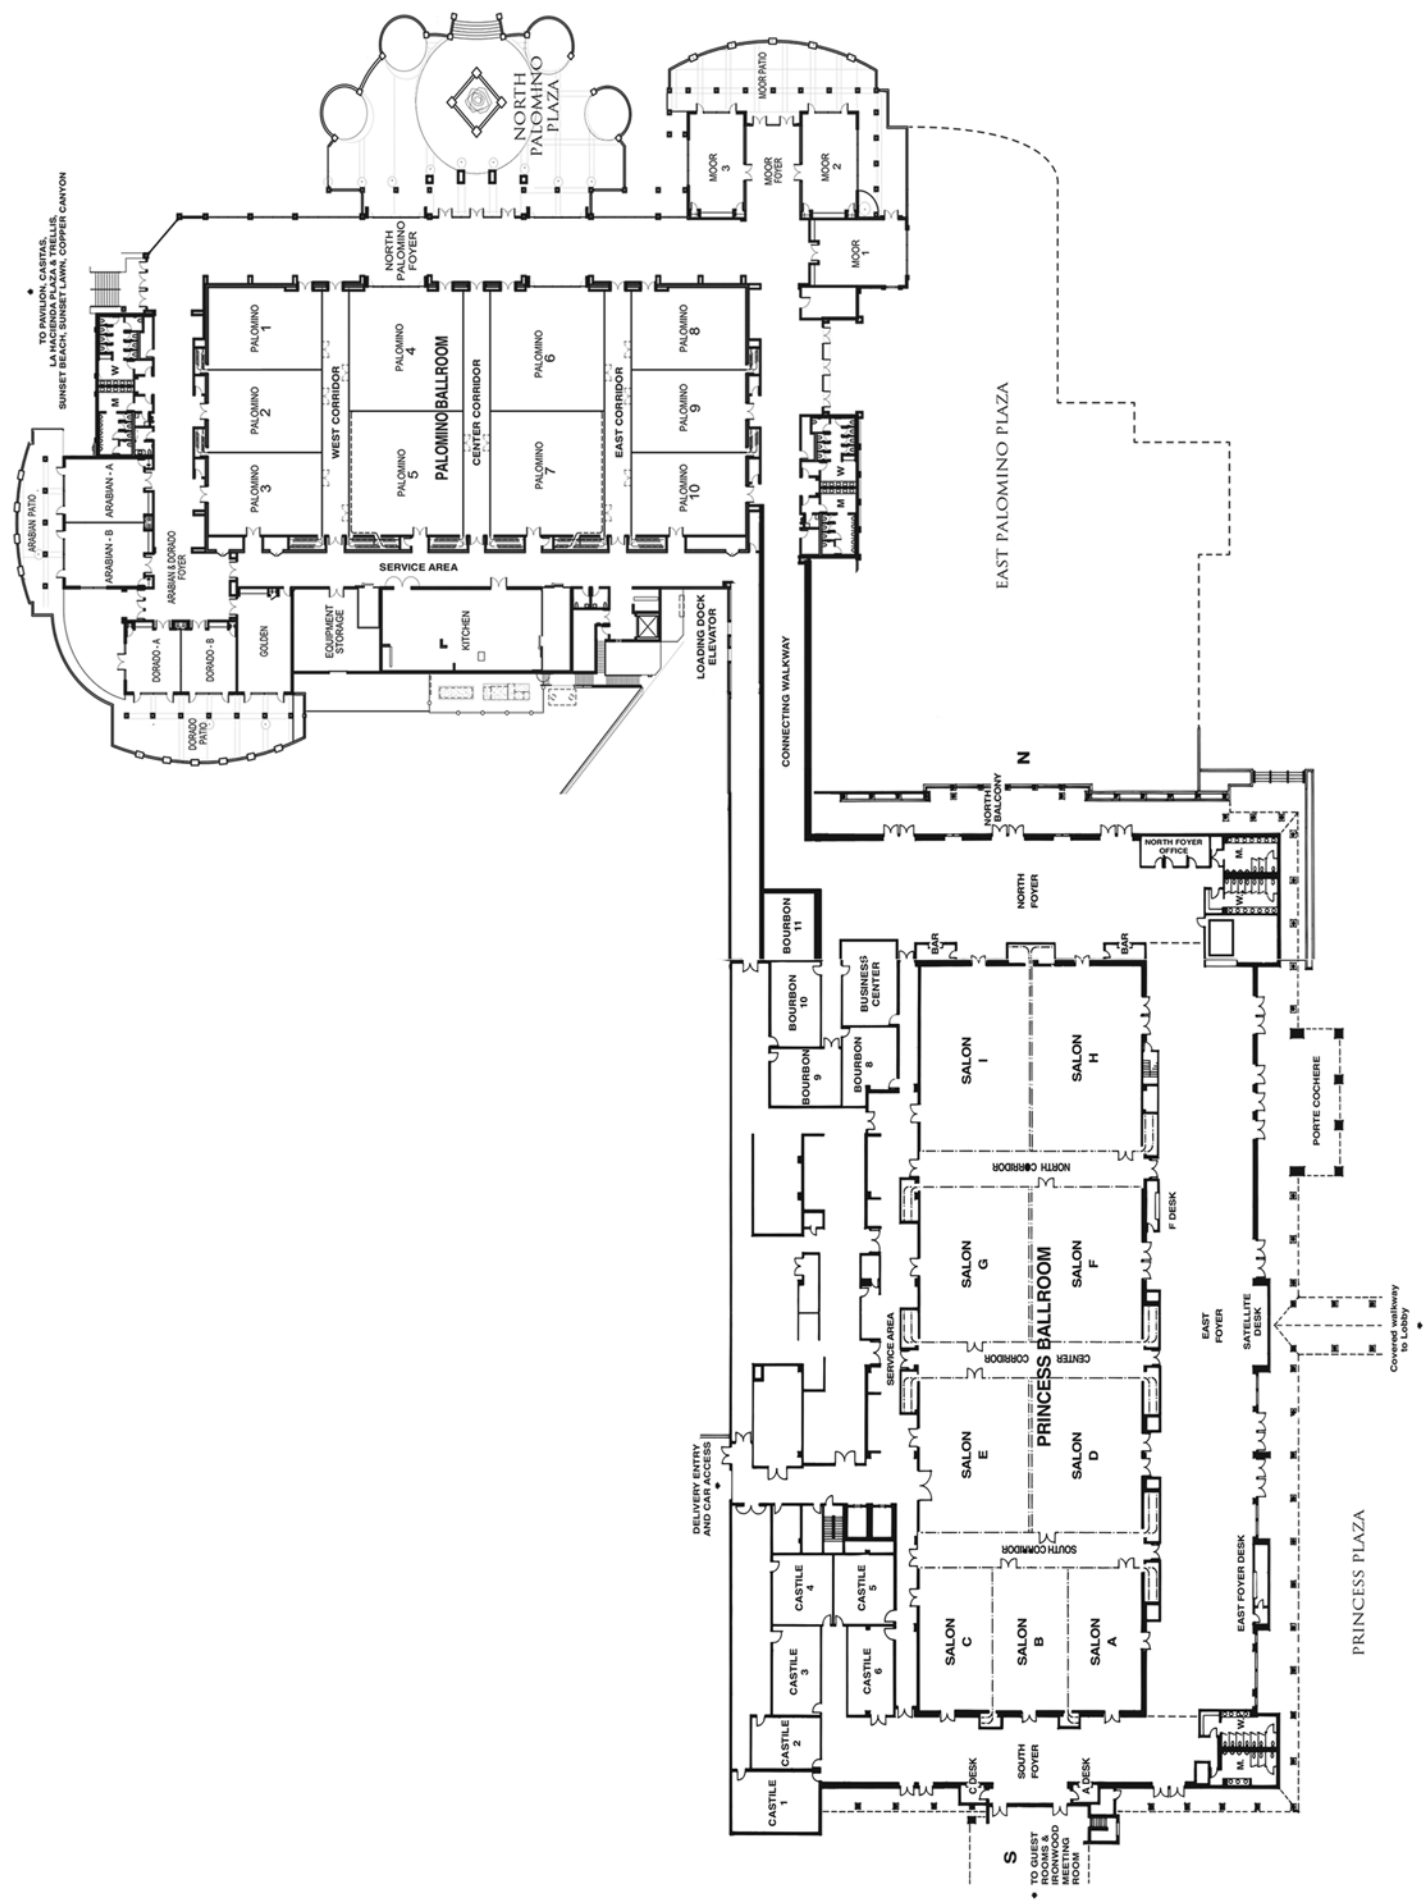 NORTH
PALOMINO
PLAZA
MOOR PATIO
MOOR
3
MOOR
FOYER
MOOR
2
MOOR
1
TO PAVILION, CASITAS,
LA HACIENDA PLAZA & TRELLIS,
SUNSET BEACH, SUNSET LAWN, COPPER CANYON
NORTH
PALOMINO
FOYER
W
M
PALOMINO
1
PALOMINO
2
PALOMINO
3
WEST CORRIDOR
PALOMINO
4
PALOMINO
5
PALOMINO BALLROOM
CENTER CORRIDOR
PALOMINO
6
PALOMINO
7
EAST CORRIDOR
PALOMINO
8
PALOMINO
9
PALOMINO
10
W
M
ARABIAN PATIO
ARABIAN - A
ARABIAN - B
ARABIAN & DORADO
FOYER
DORADO - A
DORADO - B
DORADO
PATIO
GOLDEN
SERVICE AREA
EQUIPMENT
STORAGE
KITCHEN
LOADING DOCK
ELEVATOR
CONNECTING WALKWAY
EAST PALOMINO PLAZA
N
NORTH
BALCONY
NORTH FOYER
OFFICE
M.
W.
NORTH
FOYER
BAR
BAR
BOURBON
11
BOURBON
10
BOURBON
9
BUSINESS
CENTER
BOURBON
8
SALON
I
SALON
H
NORTH CORRIDOR
SALON
G
SALON
F
F DESK
PORTE COCHERE
PRINCESS BALLROOM
SERVICE AREA
CENTER
CORRIDOR
EAST
FOYER
SATELLITE
DESK
Covered walkway
to Lobby
SALON
E
SALON
D
SOUTH CORRIDOR
DELIVERY ENTRY
AND CAR ACCESS
CASTILE
4
CASTILE
5
CASTILE
3
CASTILE
6
CASTILE
2
CASTILE
1
SALON
C
SALON
B
SALON
A
EAST FOYER DESK
PRINCESS PLAZA
W.
M.
C DESK
SOUTH
FOYER
A DESK
S
TO GUEST
ROOMS &
IRONWOOD
MEETING
ROOM